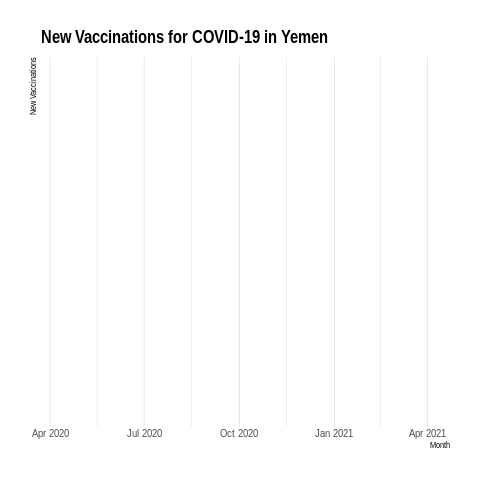 New Vaccinations for COVID-19 in Yemen
New Vaccinations
Apr 2020 Jul 2020 Oct 2020 Jan 2021 Apr 2021
Month